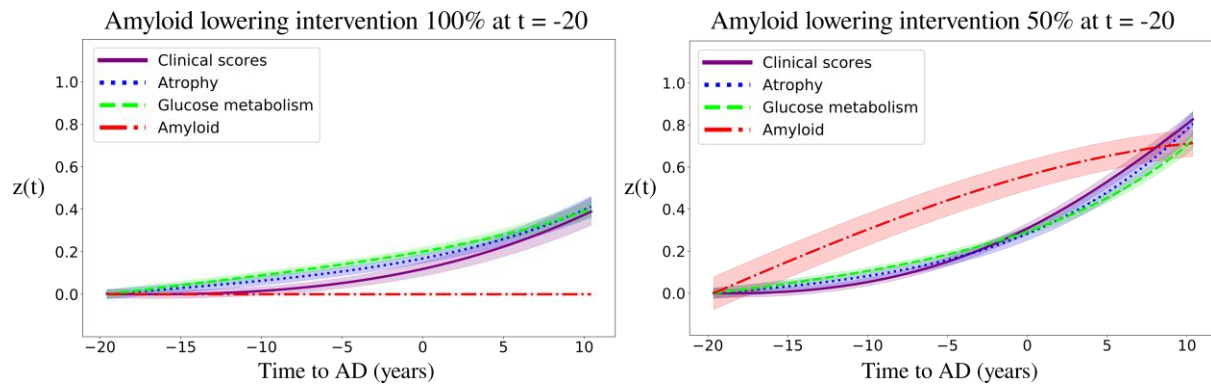 Amyloid lowering intervention 100% at t = -20
Clinical scores
Atrophy
Glucose metabolism
Amyloid
1.0
0.8
0.6
0.4
0.2
0.0
z(t)
−20 −15 −10 −5 0 5 10
Time to AD (years)
Amyloid lowering intervention 50% at t = -20
Clinical scores
Atrophy
Glucose metabolism
Amyloid
1.0
0.8
0.6
0.4
0.2
0.0
z(t)
−20 −15 −10 −5 0 5 10
Time to AD (years)